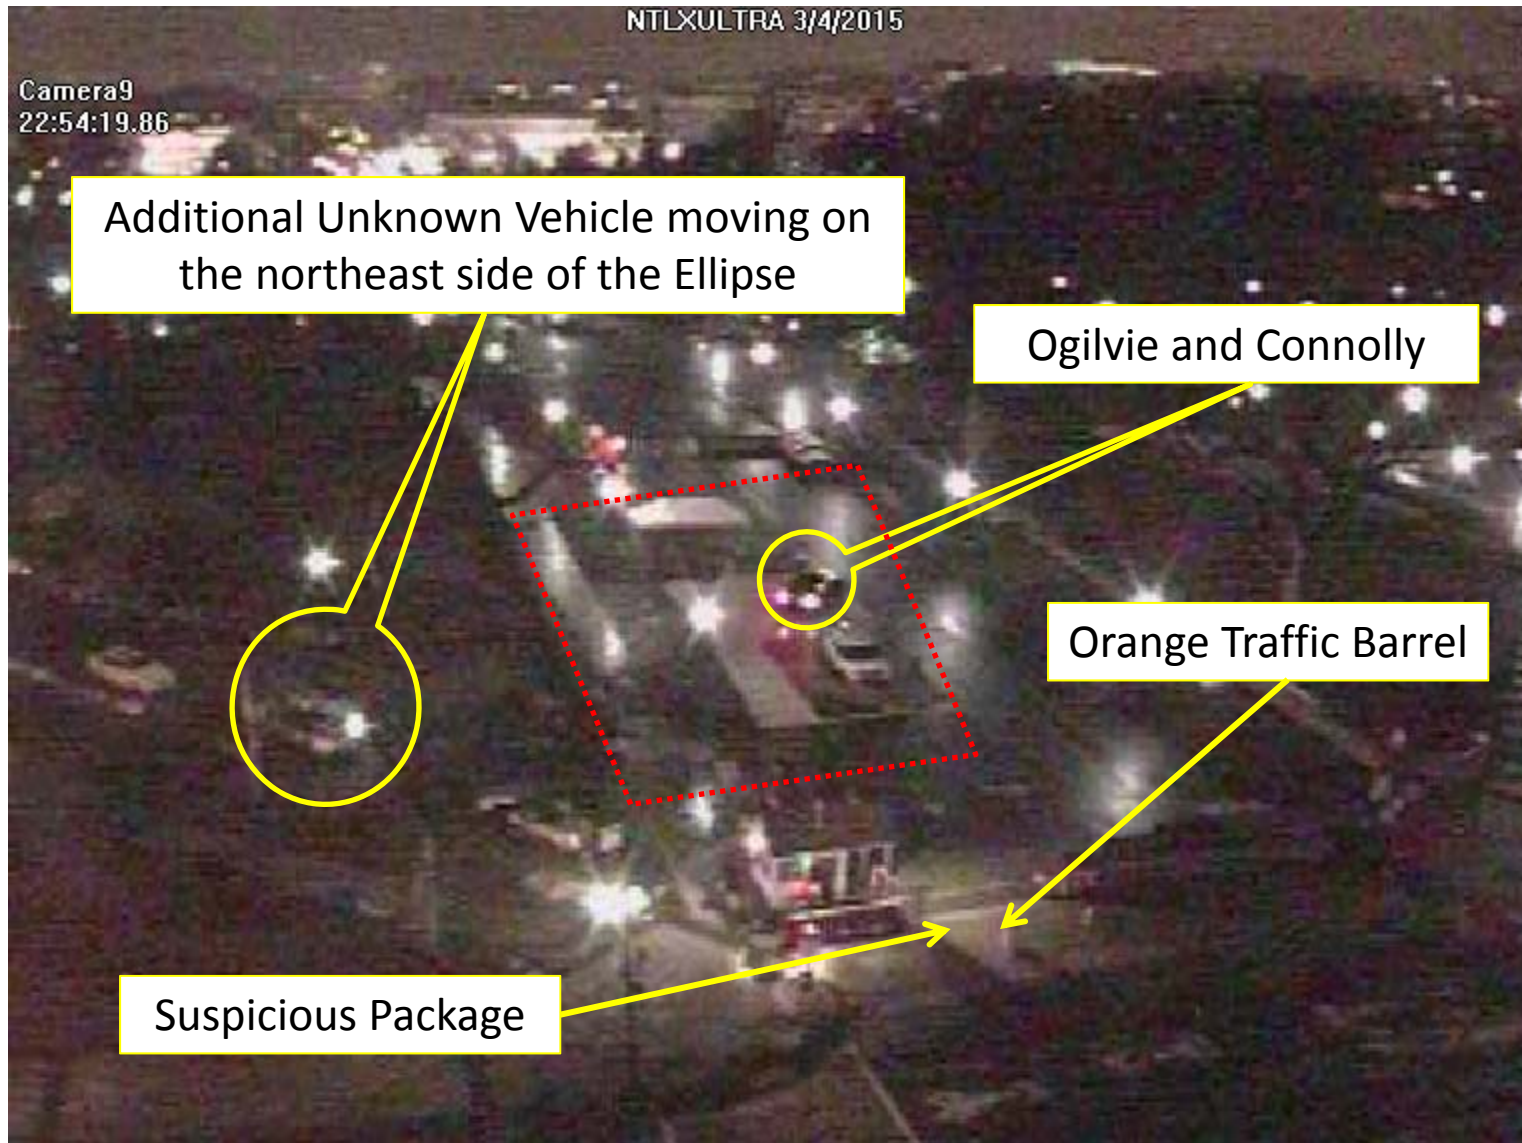 NTLXULTRA 3/4/2015
Camera9
22:54:19.86
Additional Unknown Vehicle moving on
the northeast side of the Ellipse
Ogilvie and Connolly
Orange Traffic Barrel
Suspicious Package